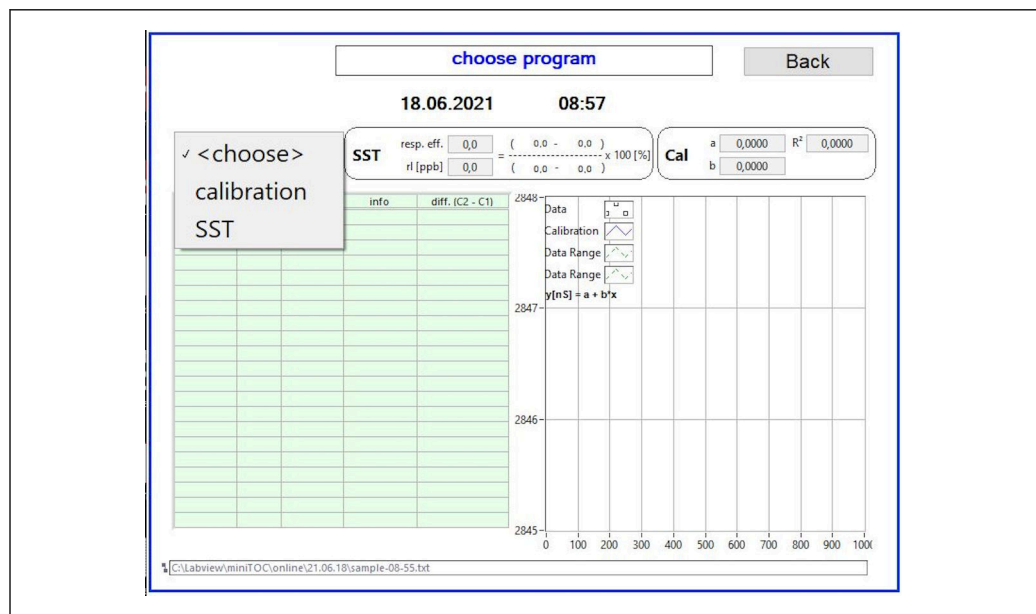 choose program
Back
18.06.2021 08:57
✓ <choose>
calibration
SST
SST resp. eff. 0,0 = ( 0,0 - 0,0 ) x 100 [%]
rl [ppb] 0,0 ( 0,0 - 0,0 )
Cal a 0,0000 R² 0,0000
b 0,0000
info diff. (C2 - C1)
Data
Calibration
Data Range
Data Range
y[nS] = a + b*x
2848
2847
2846
2845
0 100 200 300 400 500 600 700 800 900 1000
C:\Labview\miniTOC\online\21.06.18\sample-08-55.txt